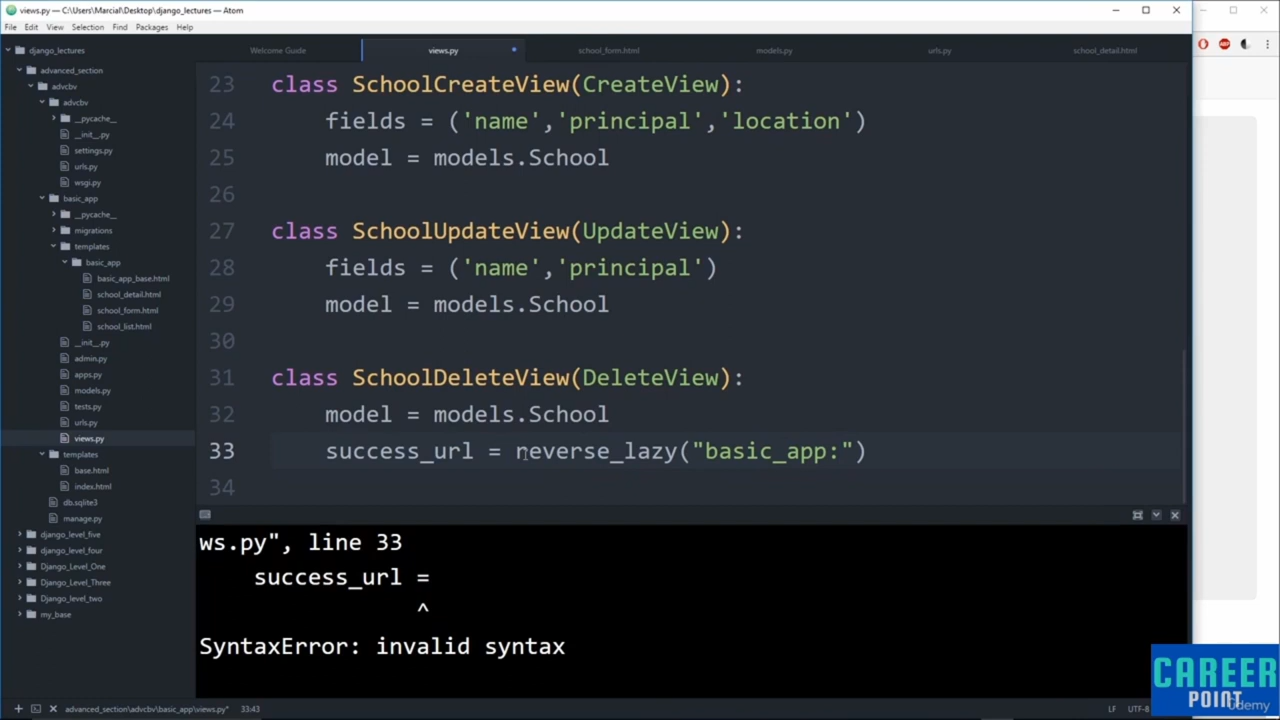 views.py — C:\Users\Marcial\Desktop\django_lectures — Atom
File Edit View Selection Find Packages Help
django_lectures
Welcome Guide
views.py
school_form.html
models.py
urls.py
school_detail.html
advanced_section
advcbv
advcbv
__pycache__
__init__.py
settings.py
urls.py
wsgi.py
basic_app
__pycache__
migrations
templates
basic_app
basic_app_base.html
school_detail.html
school_form.html
school_list.html
__init__.py
admin.py
apps.py
models.py
tests.py
urls.py
views.py
templates
base.html
index.html
db.sqlite3
manage.py
django_level_five
django_level_four
Django_Level_One
Django_Level_Three
Django_level_two
my_base
23 class SchoolCreateView(CreateView):
24 fields = ('name','principal','location')
25 model = models.School
26
27 class SchoolUpdateView(UpdateView):
28 fields = ('name','principal')
29 model = models.School
30
31 class SchoolDeleteView(DeleteView):
32 model = models.School
33 success_url = reverse_lazy("basic_app:")
34
ws.py", line 33
success_url =
^
SyntaxError: invalid syntax
advanced_section\advcbv\basic_app\views.py* 33:43
LF UTF-8
ABP
CAREER
POINT
Udemy